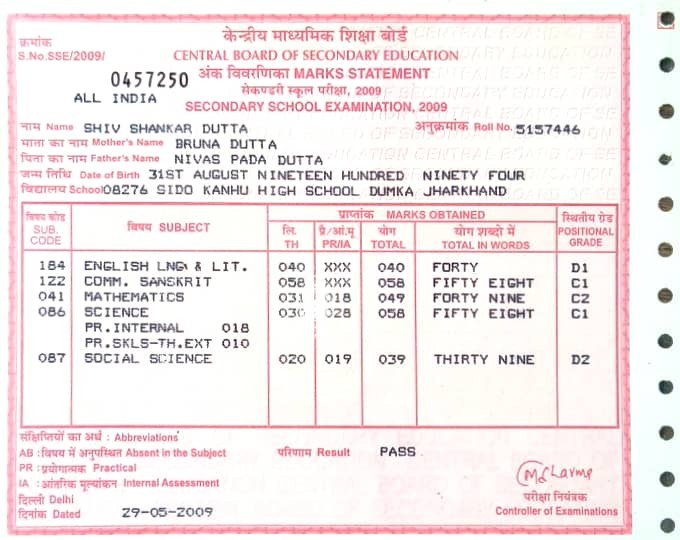 केन्द्रीय माध्यमिक शिक्षा बोर्ड
क्रमांक
S.No.SSE/2009/
CENTRAL BOARD OF SECONDARY EDUCATION
0457250
अंक विवरणिका MARKS STATEMENT
सेकण्डरी स्कूल परीक्षा, 2009
ALL INDIA
SECONDARY SCHOOL EXAMINATION, 2009
नाम Name SHIV SHANKAR DUTTA अनुक्रमांक Roll No. 5157446
माता का नाम Mother's Name BRUNA DUTTA
पिता का नाम Father's Name NIVAS PADA DUTTA
जन्म तिथि Date of Birth 31ST AUGUST NINETEEN HUNDRED NINETY FOUR
विद्यालय School 08276 SIDO KANHU HIGH SCHOOL DUMKA JHARKHAND
विषय कोड SUB. CODE
विषय SUBJECT
प्राप्तांक MARKS OBTAINED
स्थितीय ग्रेड POSITIONAL GRADE
लि. TH
प्रै/आं.मू PR/IA
योग TOTAL
योग शब्दो में TOTAL IN WORDS
184 ENGLISH LNG & LIT. 040 XXX 040 FORTY D1
122 COMM. SANSKRIT 058 XXX 058 FIFTY EIGHT C1
041 MATHEMATICS 031 018 049 FORTY NINE C2
086 SCIENCE 030 028 058 FIFTY EIGHT C1
PR.INTERNAL 018
PR.SKLS-TH.EXT 010
087 SOCIAL SCIENCE 020 019 039 THIRTY NINE D2
संक्षिप्तियों का अर्थ : Abbreviations
AB : विषय में अनुपस्थित Absent in the Subject परिणाम Result PASS
PR : प्रयोगात्मक Practical
IA : आंतरिक मूल्यांकन Internal Assessment
दिल्ली Delhi परीक्षा नियंत्रक
दिनांक Dated 29-05-2009 Controller of Examinations